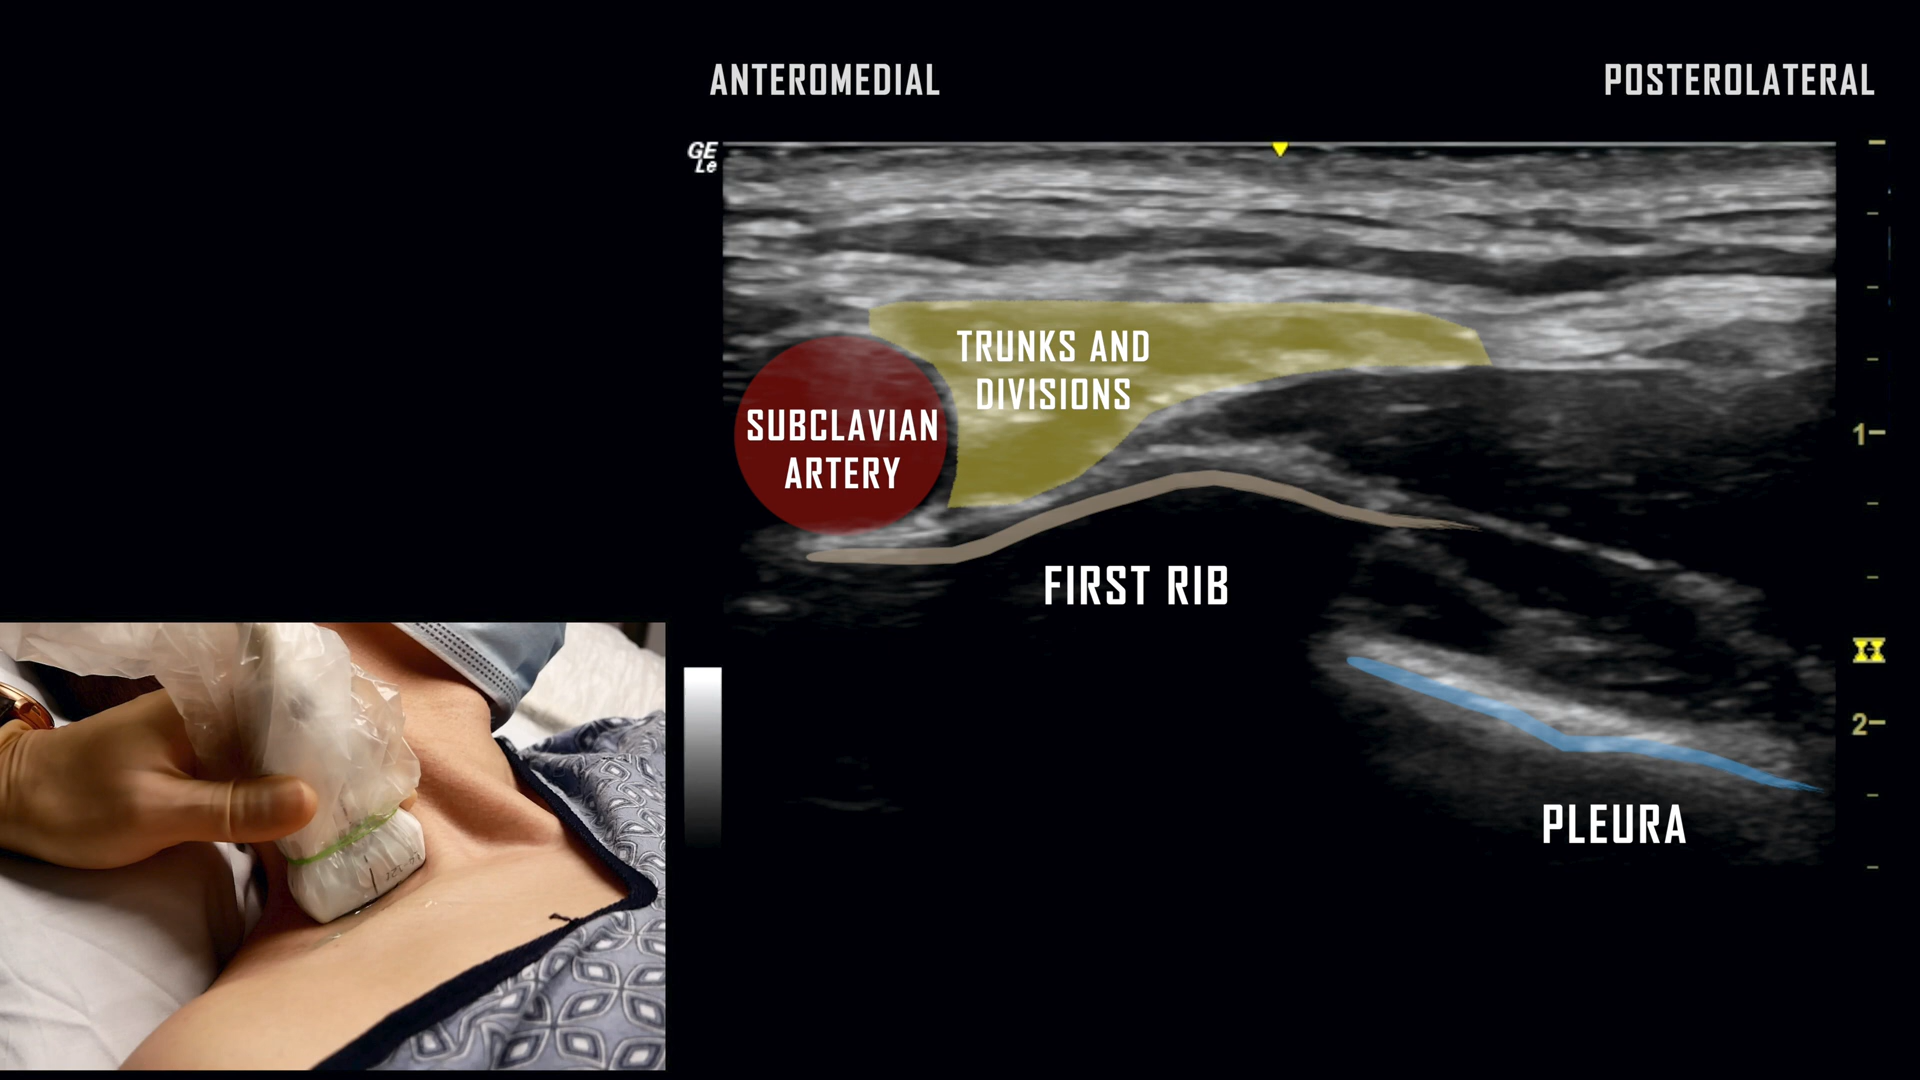 ANTEROMEDIAL
POSTEROLATERAL
GE
Le
TRUNKS AND
DIVISIONS
SUBCLAVIAN
ARTERY
1
FIRST RIB
2
PLEURA